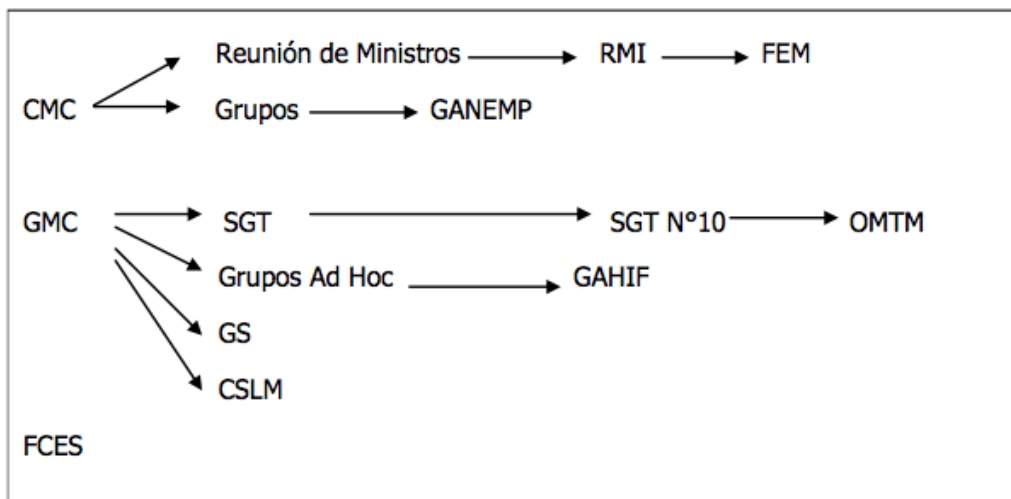 Reunión de Ministros RMI FEM
CMC Grupos GANEMP
GMC SGT SGT N°10 OMTM
Grupos Ad Hoc GAHIF
GS
CSLM
FCES